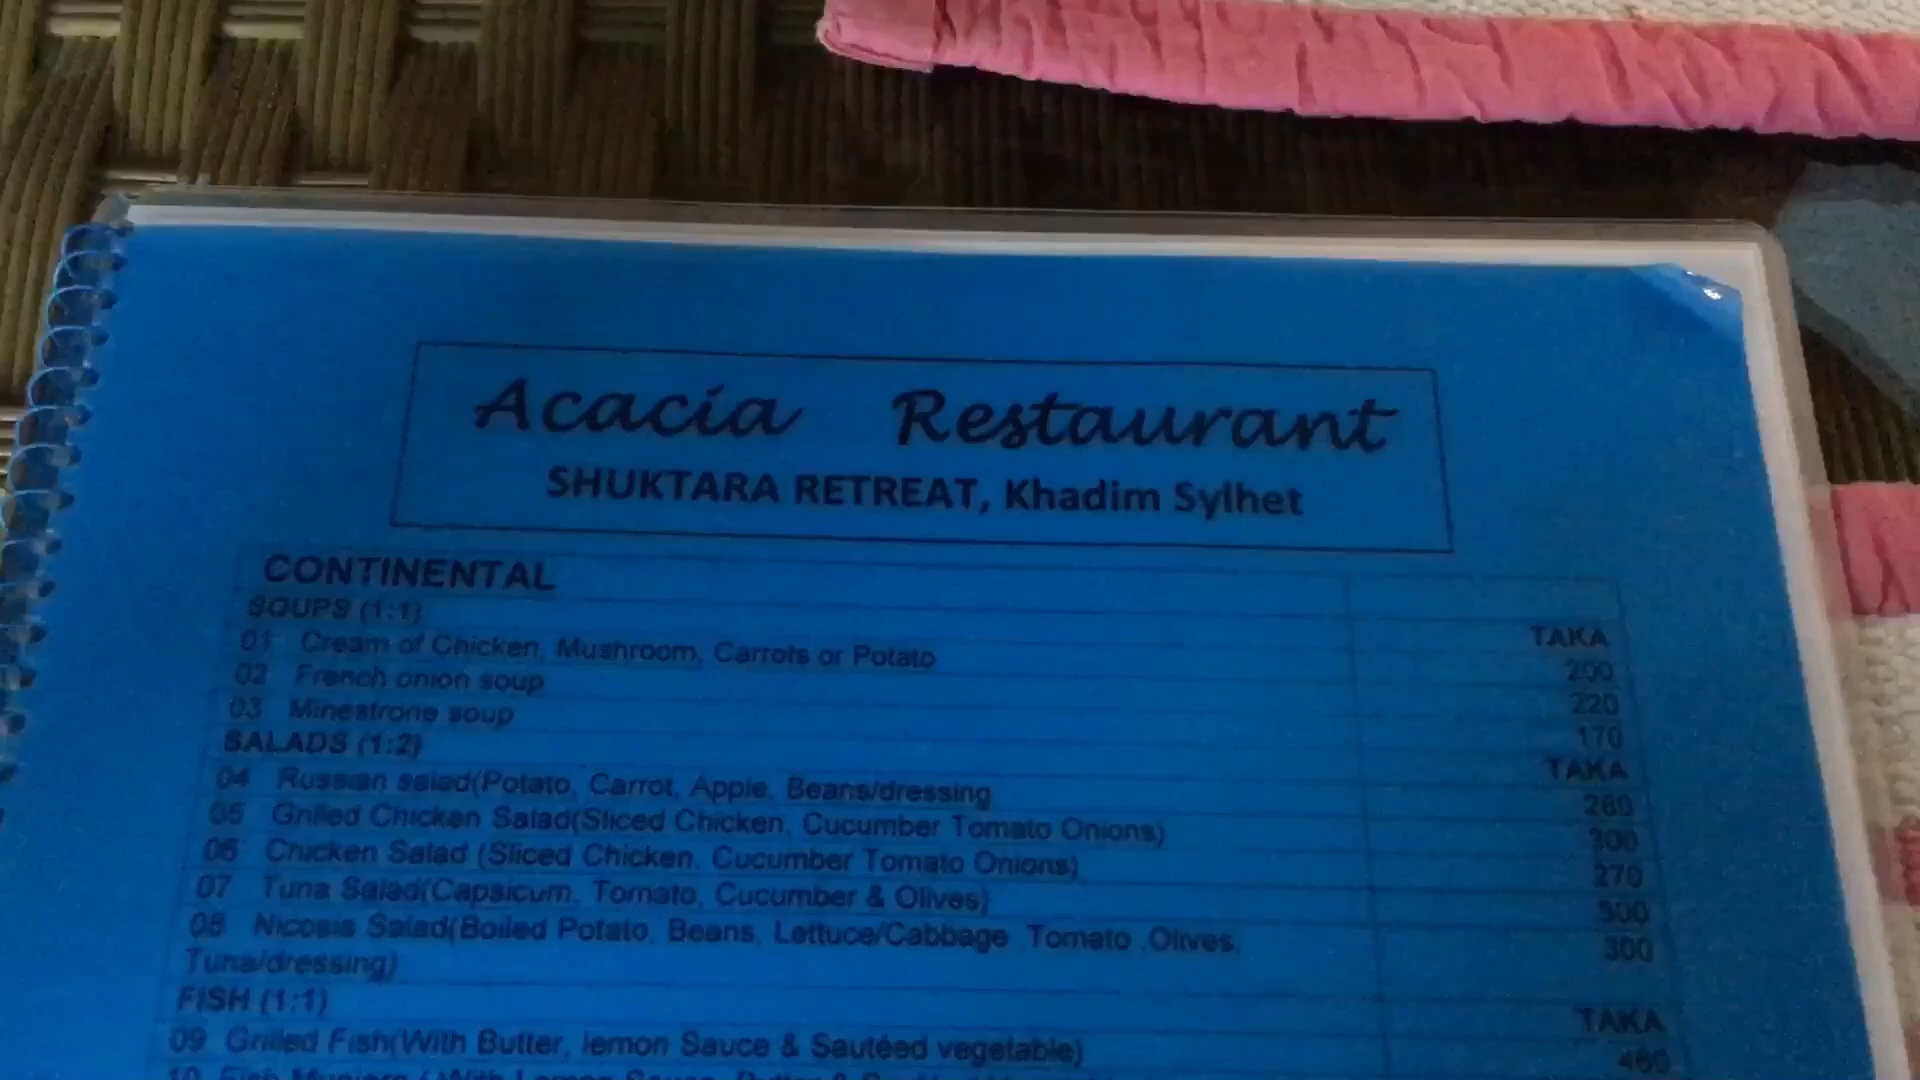 Acacia Restaurant
SHUKTARA RETREAT, Khadim Sylhet
CONTINENTAL
SOUPS (1:1) TAKA
01 Cream of Chicken, Mushroom, Carrots or Potato 200
02 French onion soup 220
03 Minestrone soup 170
SALADS (1:2) TAKA
04 Russian salad(Potato, Carrot, Apple, Beans/dressing 280
05 Grilled Chicken Salad(Sliced Chicken, Cucumber Tomato Onions) 300
06 Chicken Salad (Sliced Chicken, Cucumber Tomato Onions) 270
07 Tuna Salad(Capsicum, Tomato, Cucumber & Olives) 300
08 Nicosia Salad(Boiled Potato, Beans, Lettuce/Cabbage ,Tomato ,Olives, 300
Tuna/dressing)
FISH (1:1) TAKA
09 Grilled Fish(With Butter, lemon Sauce & Sautéed vegetable)
10 Fish